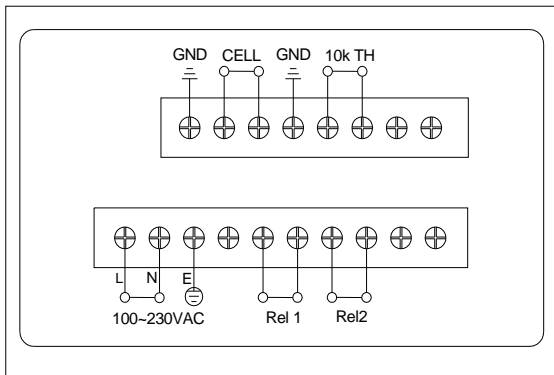 GND CELL GND 10k TH
L N E
100~230VAC Rel 1 Rel2